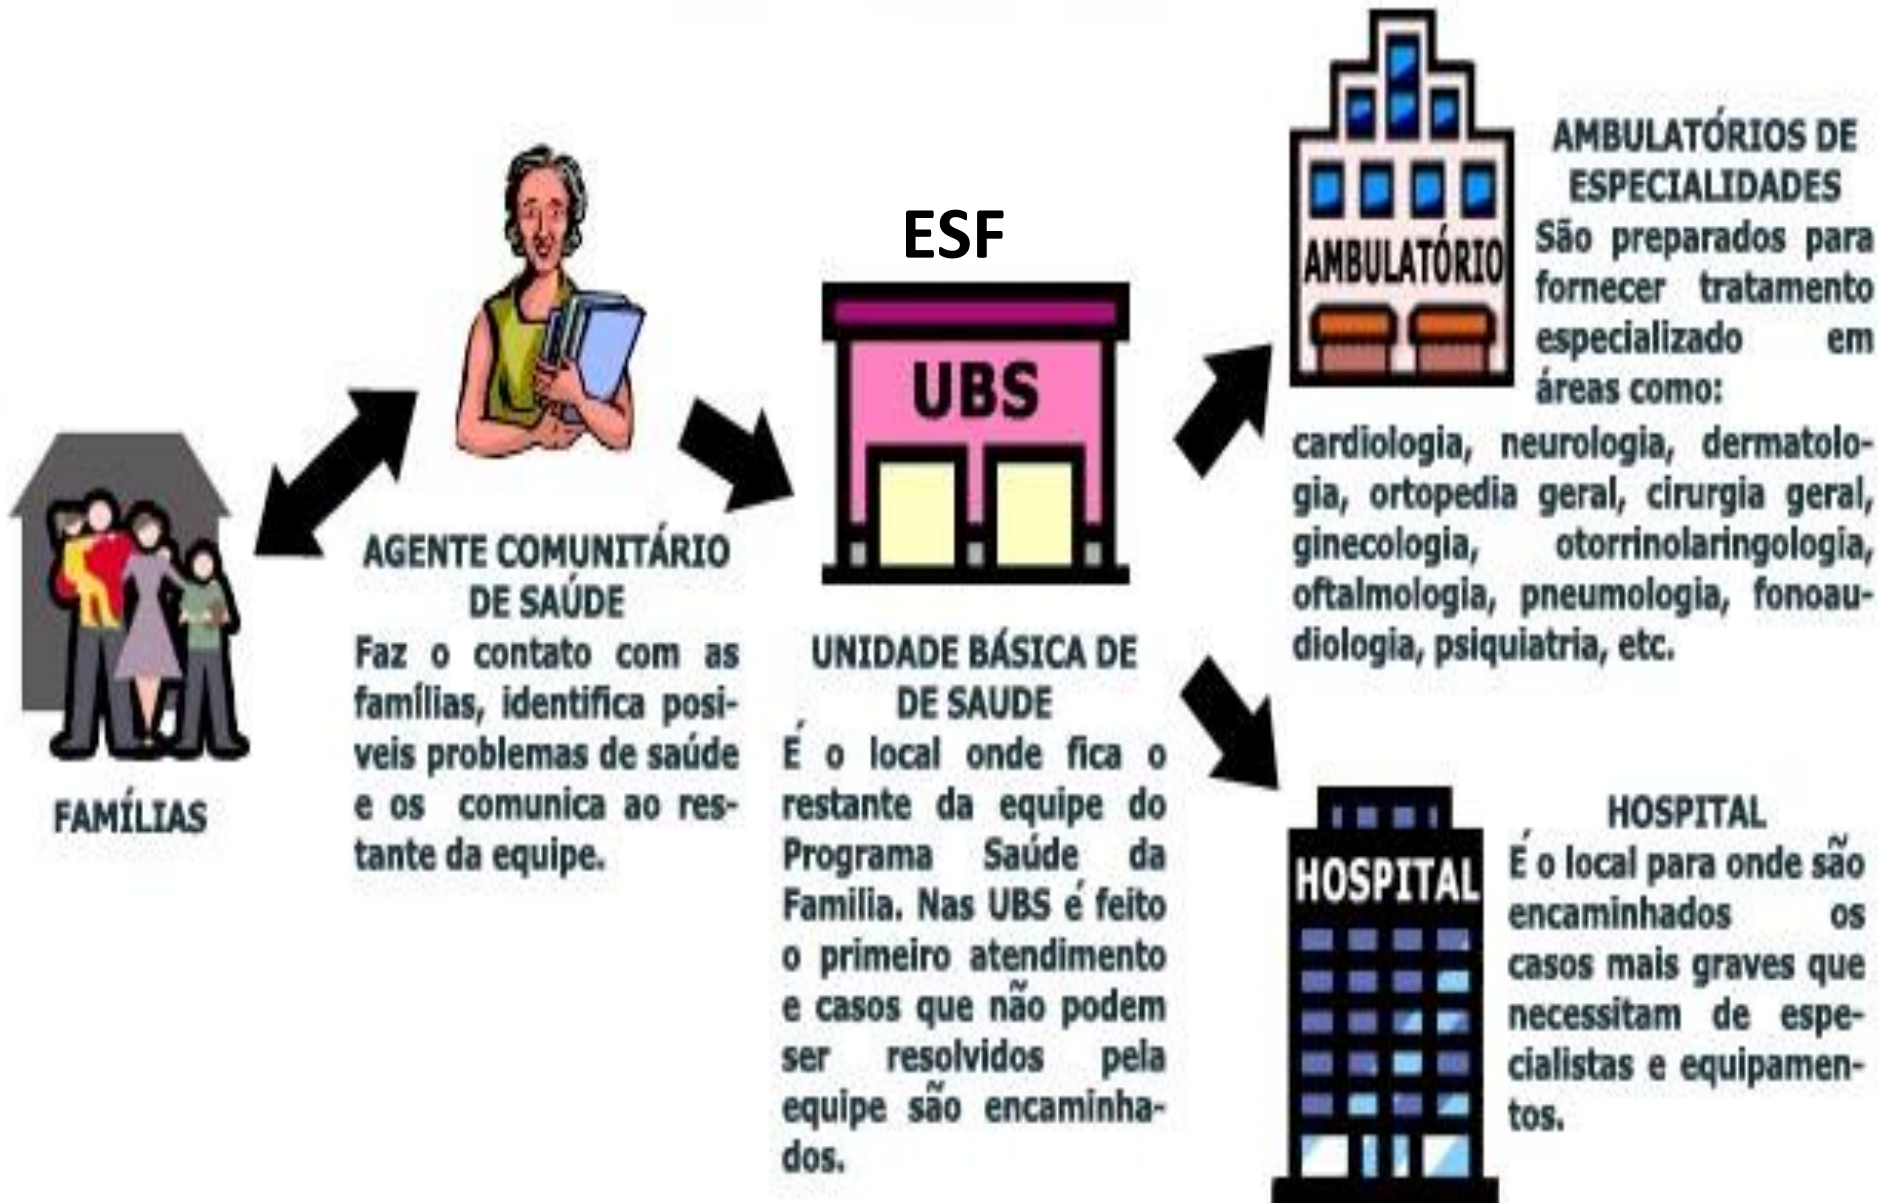 FAMÍLIAS
AGENTE COMUNITÁRIO
DE SAÚDE
Faz o contato com as
famílias, identifica posi-
veis problemas de saúde
e os comunica ao res-
tante da equipe.
ESF
UBS
UNIDADE BÁSICA DE
DE SAUDE
É o local onde fica o
restante da equipe do
Programa Saúde da
Familia. Nas UBS é feito
o primeiro atendimento
e casos que não podem
ser resolvidos pela
equipe são encaminha-
dos.
AMBULATÓRIO
AMBULATÓRIOS DE
ESPECIALIDADES
São preparados para
fornecer tratamento
especializado em
áreas como:
cardiologia, neurologia, dermatolo-
gia, ortopedia geral, cirurgia geral,
ginecologia, otorrinolaringologia,
oftalmologia, pneumologia, fonoau-
diologia, psiquiatria, etc.
HOSPITAL
HOSPITAL
É o local para onde são
encaminhados os
casos mais graves que
necessitam de espe-
cialistas e equipamen-
tos.